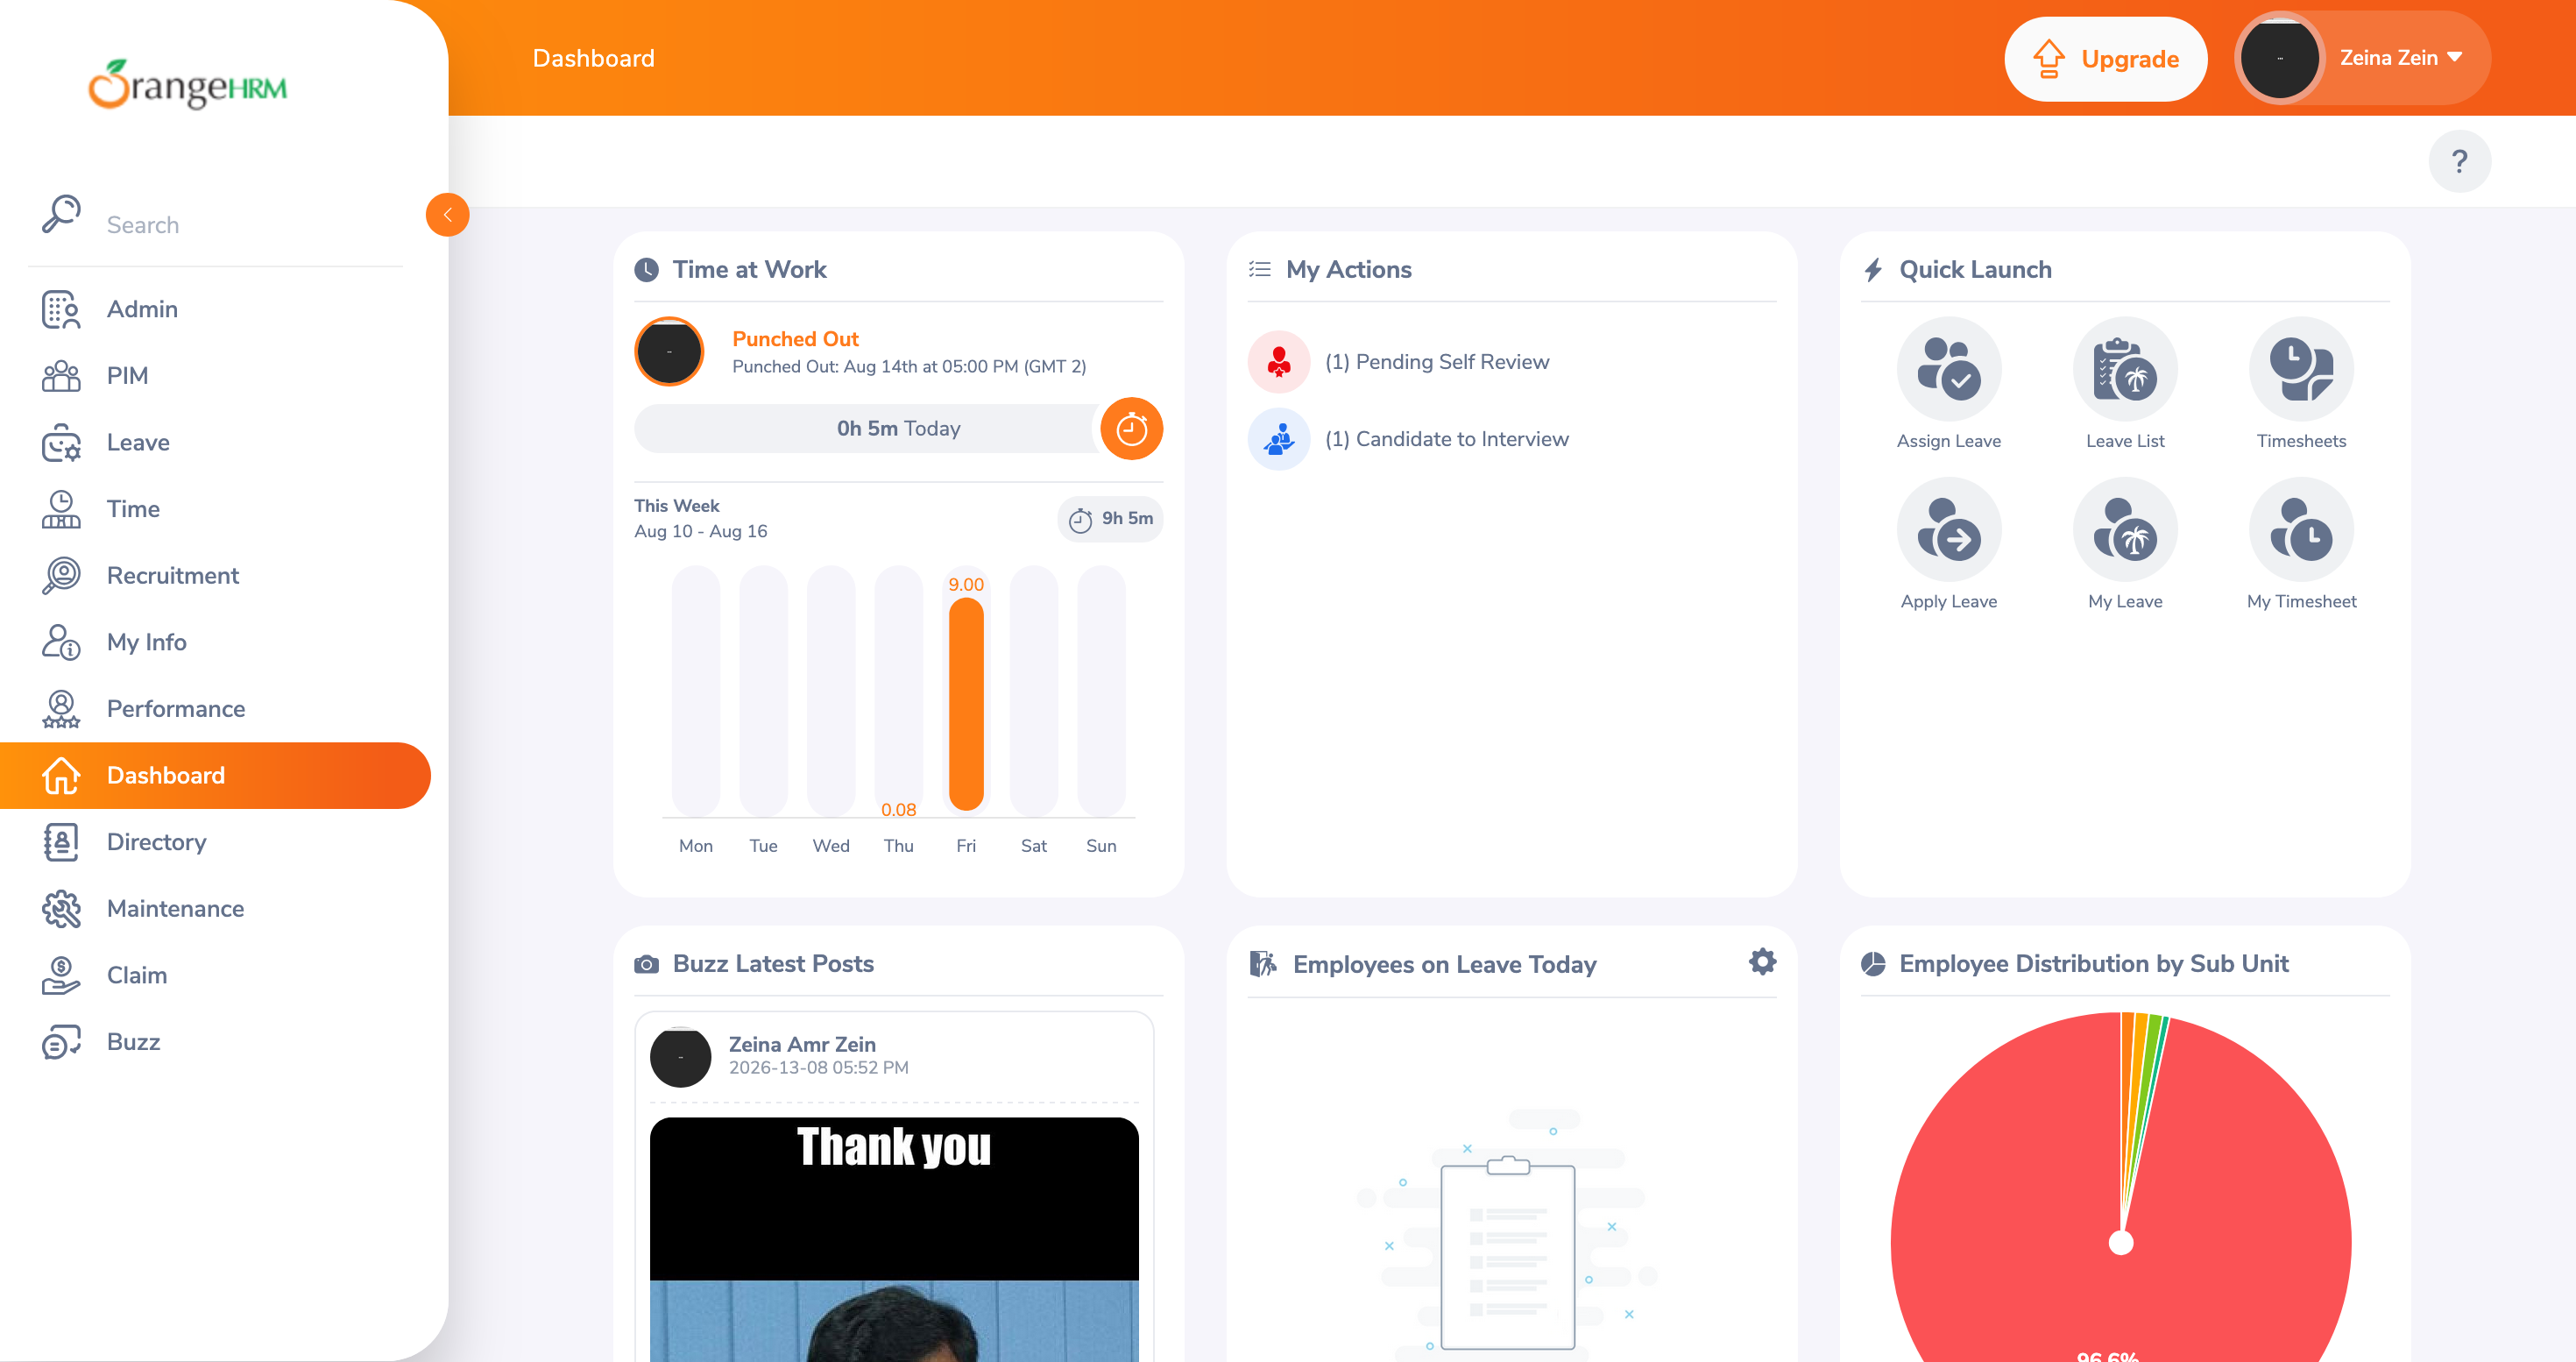 OrangeHRM
Dashboard
Upgrade
Zeina Zein
?
Search
Admin
PIM
Leave
Time
Recruitment
My Info
Performance
Dashboard
Directory
Maintenance
Claim
Buzz
Time at Work
Punched Out
Punched Out: Aug 14th at 05:00 PM (GMT 2)
0h 5m Today
This Week
Aug 10 - Aug 16
9h 5m
9.00
0.08
Mon Tue Wed Thu Fri Sat Sun
My Actions
(1) Pending Self Review
(1) Candidate to Interview
Quick Launch
Assign Leave
Leave List
Timesheets
Apply Leave
My Leave
My Timesheet
Buzz Latest Posts
Zeina Amr Zein
2026-13-08 05:52 PM
Thank you
Employees on Leave Today
Employee Distribution by Sub Unit
96.6%